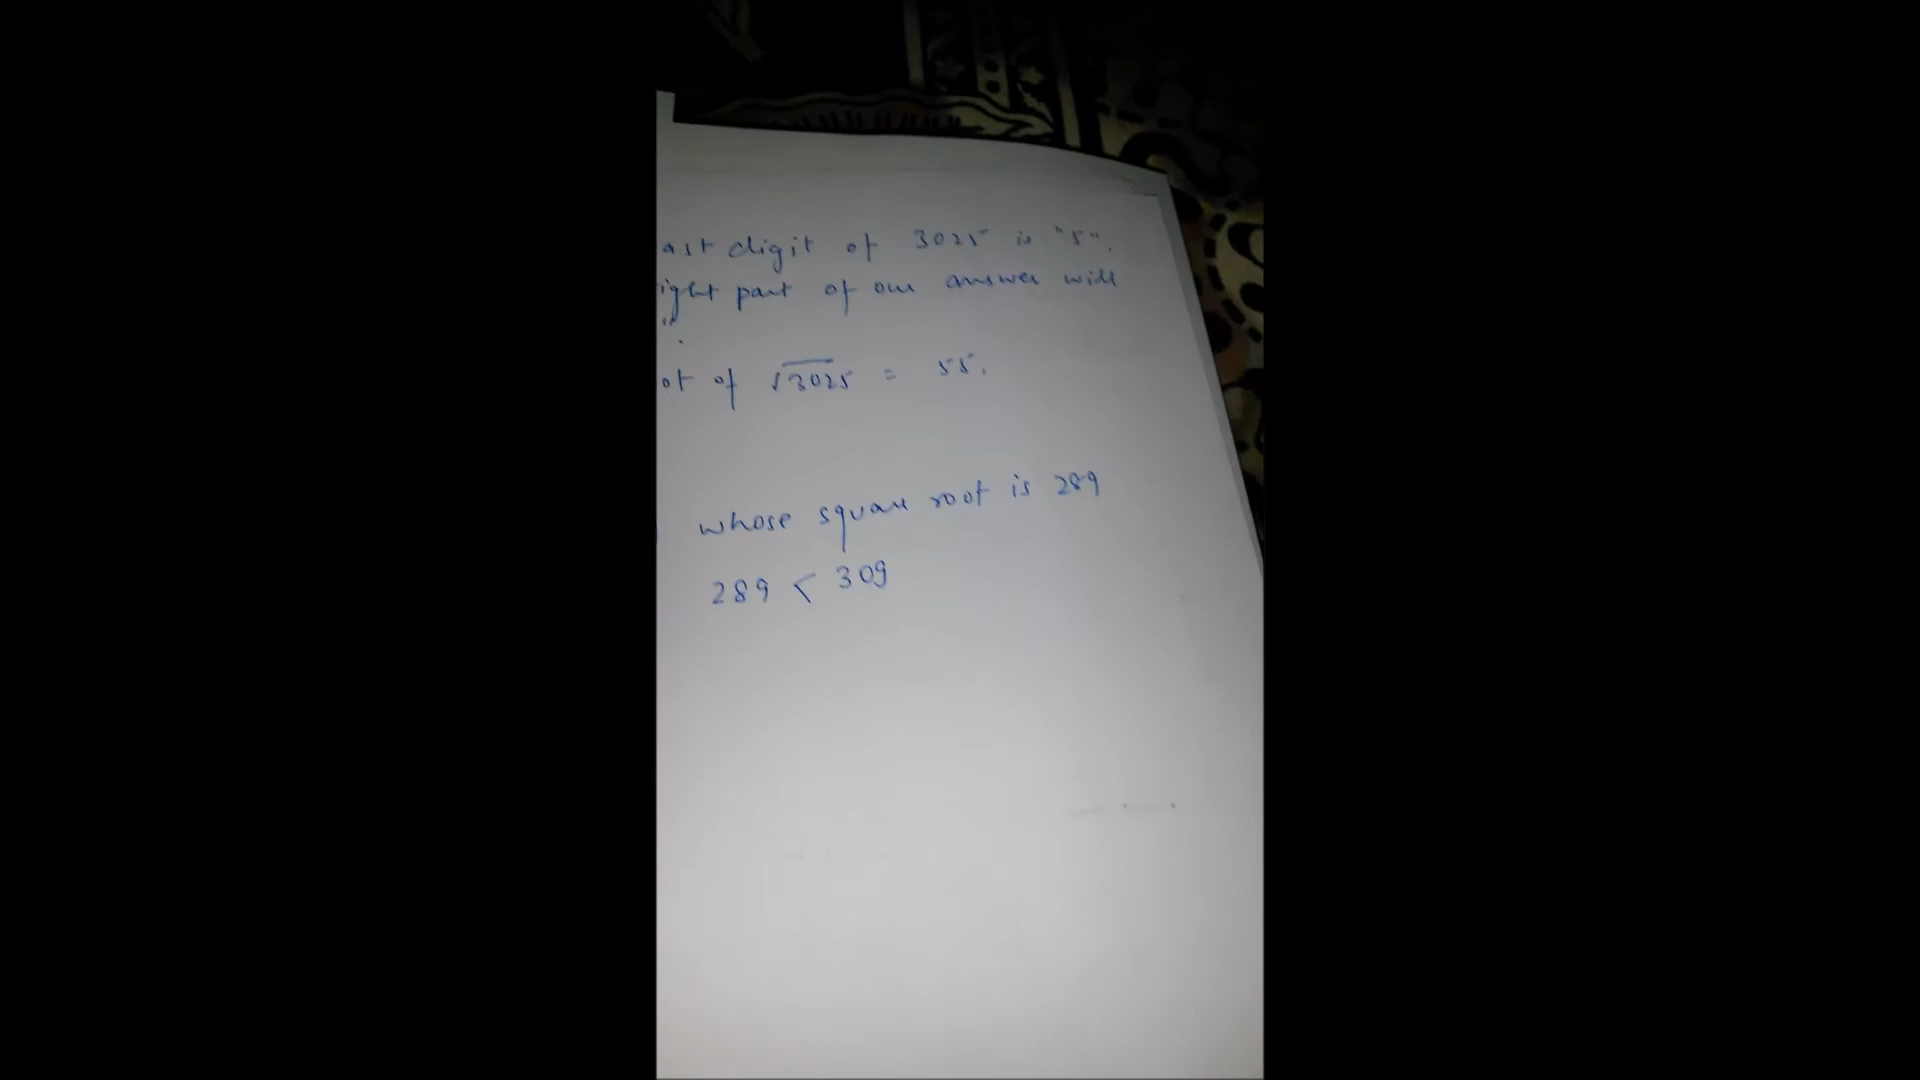 ast digit of 3025 is "5".
ight part of our answer will
".
ot of √3025 = 55.
whose square root is 289
289 < 309